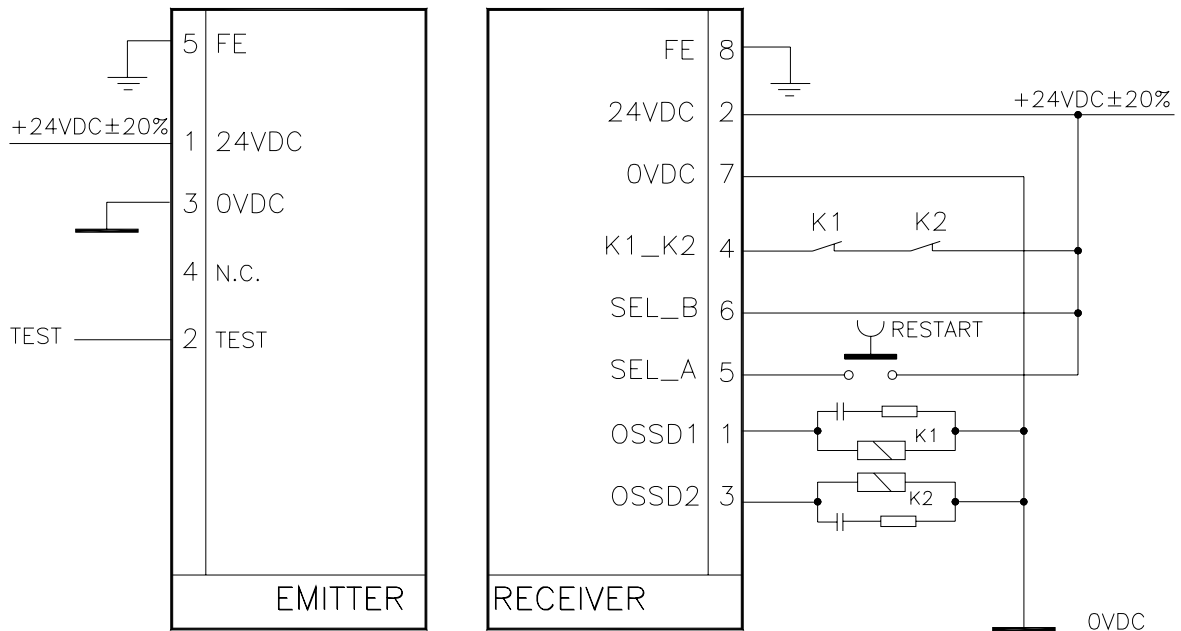 5 FE
+24VDC±20%
1 24VDC
3 0VDC
4 N.C.
TEST
2 TEST
EMITTER
FE 8
24VDC 2
+24VDC±20%
0VDC 7
K1 K2
K1_K2 4
SEL_B 6
RESTART
SEL_A 5
OSSD1 1
K1
OSSD2 3
K2
RECEIVER
0VDC